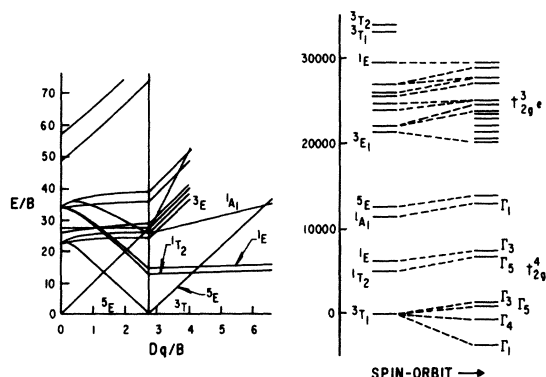 70
60
50
E/B 40
30
20
10
0
0 1 2 3 4 5 6
Dq/B
³E
¹A₁
¹T₂
¹E
⁵E
⁵E
³T₁
³T₂
³T₁
30000
¹E
t³₂g e
20000
³E₁
⁵E
¹A₁
Γ₁
10000
¹E
Γ₃
¹T₂
Γ₅
t⁴₂g
³T₁
0
Γ₃ Γ₅
Γ₄
Γ₁
SPIN-ORBIT →